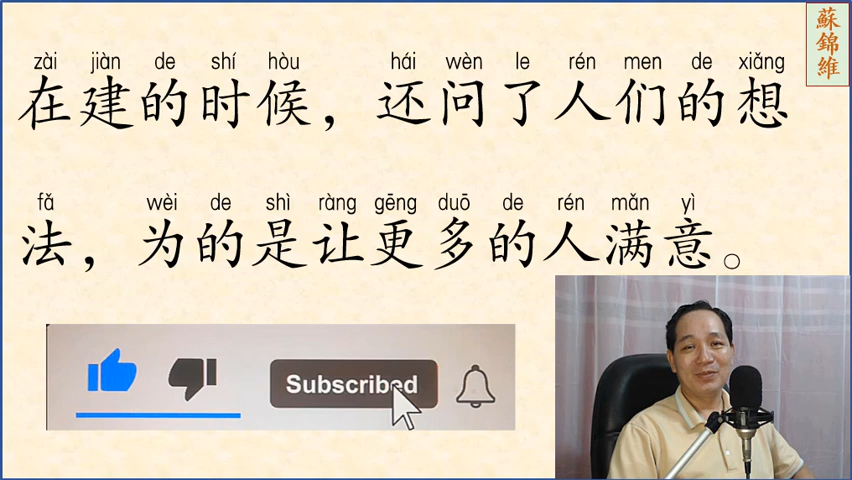 zài jiàn de shí hòu hái wèn le rén men de xiǎng
在建的时候，还问了人们的想
fǎ wèi de shì ràng gēng duō de rén mǎn yì
法，为的是让更多的人满意。
蘇錦維
Subscribed